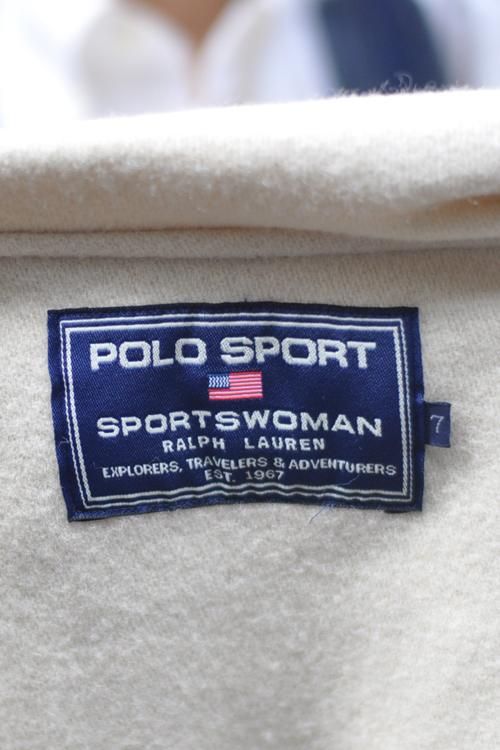 POLO SPORT
SPORTSWOMAN
RALPH LAUREN
EXPLORERS, TRAVELERS & ADVENTURERS
EST. 1967
7